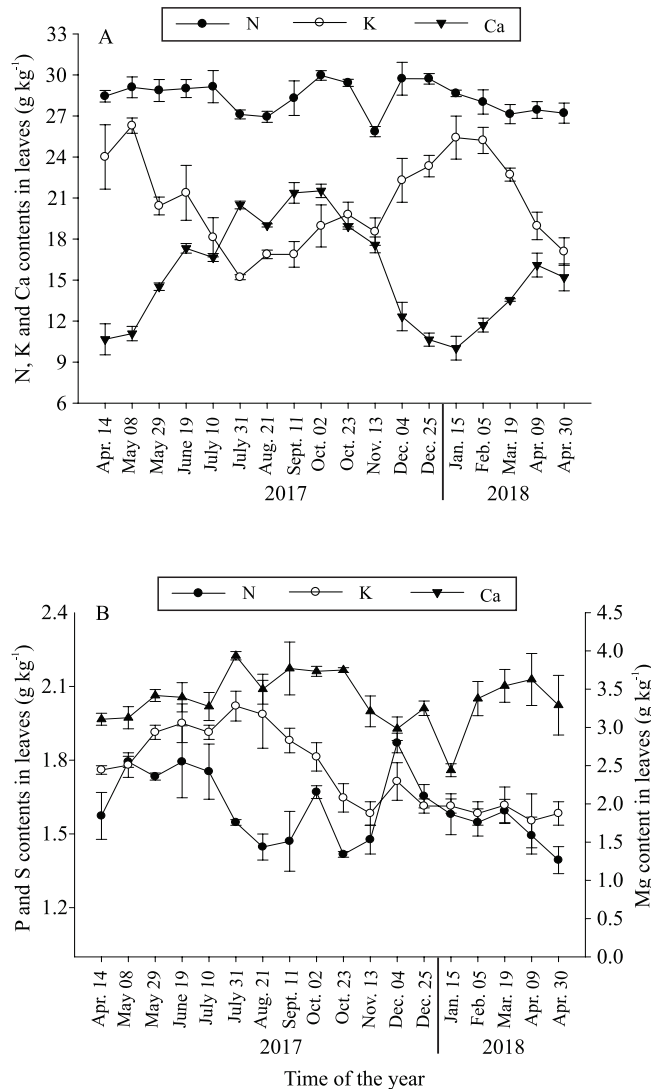 A
N K Ca
N, K and Ca contents in leaves (g kg⁻¹)
33
30
27
24
21
18
15
12
9
6
Apr. 14
May 08
May 29
June 19
July 10
July 31
Aug. 21
Sept. 11
Oct. 02
Oct. 23
Nov. 13
Dec. 04
Dec. 25
Jan. 15
Feb. 05
Mar. 19
Apr. 09
Apr. 30
2017 2018
B
N K Ca
P and S contents in leaves (g kg⁻¹)
2.4
2.1
1.8
1.5
1.2
Mg content in leaves (g kg⁻¹)
4.5
4.0
3.5
3.0
2.5
2.0
1.5
1.0
0.5
0.0
Apr. 14
May 08
May 29
June 19
July 10
July 31
Aug. 21
Sept. 11
Oct. 02
Oct. 23
Nov. 13
Dec. 04
Dec. 25
Jan. 15
Feb. 05
Mar. 19
Apr. 09
Apr. 30
2017 2018
Time of the year